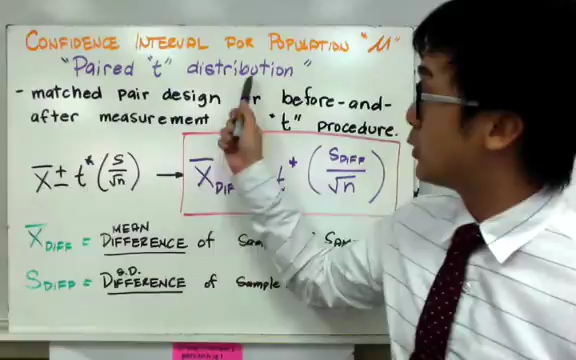 CONFIDENCE INTERVAL FOR POPULATION "μ"
"Paired "t" distribution"
- matched pair design or before-and-
after measurement "t" procedure.
X̄ ± t* (s/√n) → X̄DIFF t* (SDIFF/√n)
X̄DIFF = MEAN DIFFERENCE of
SDIFF = S.D. DIFFERENCE of sample